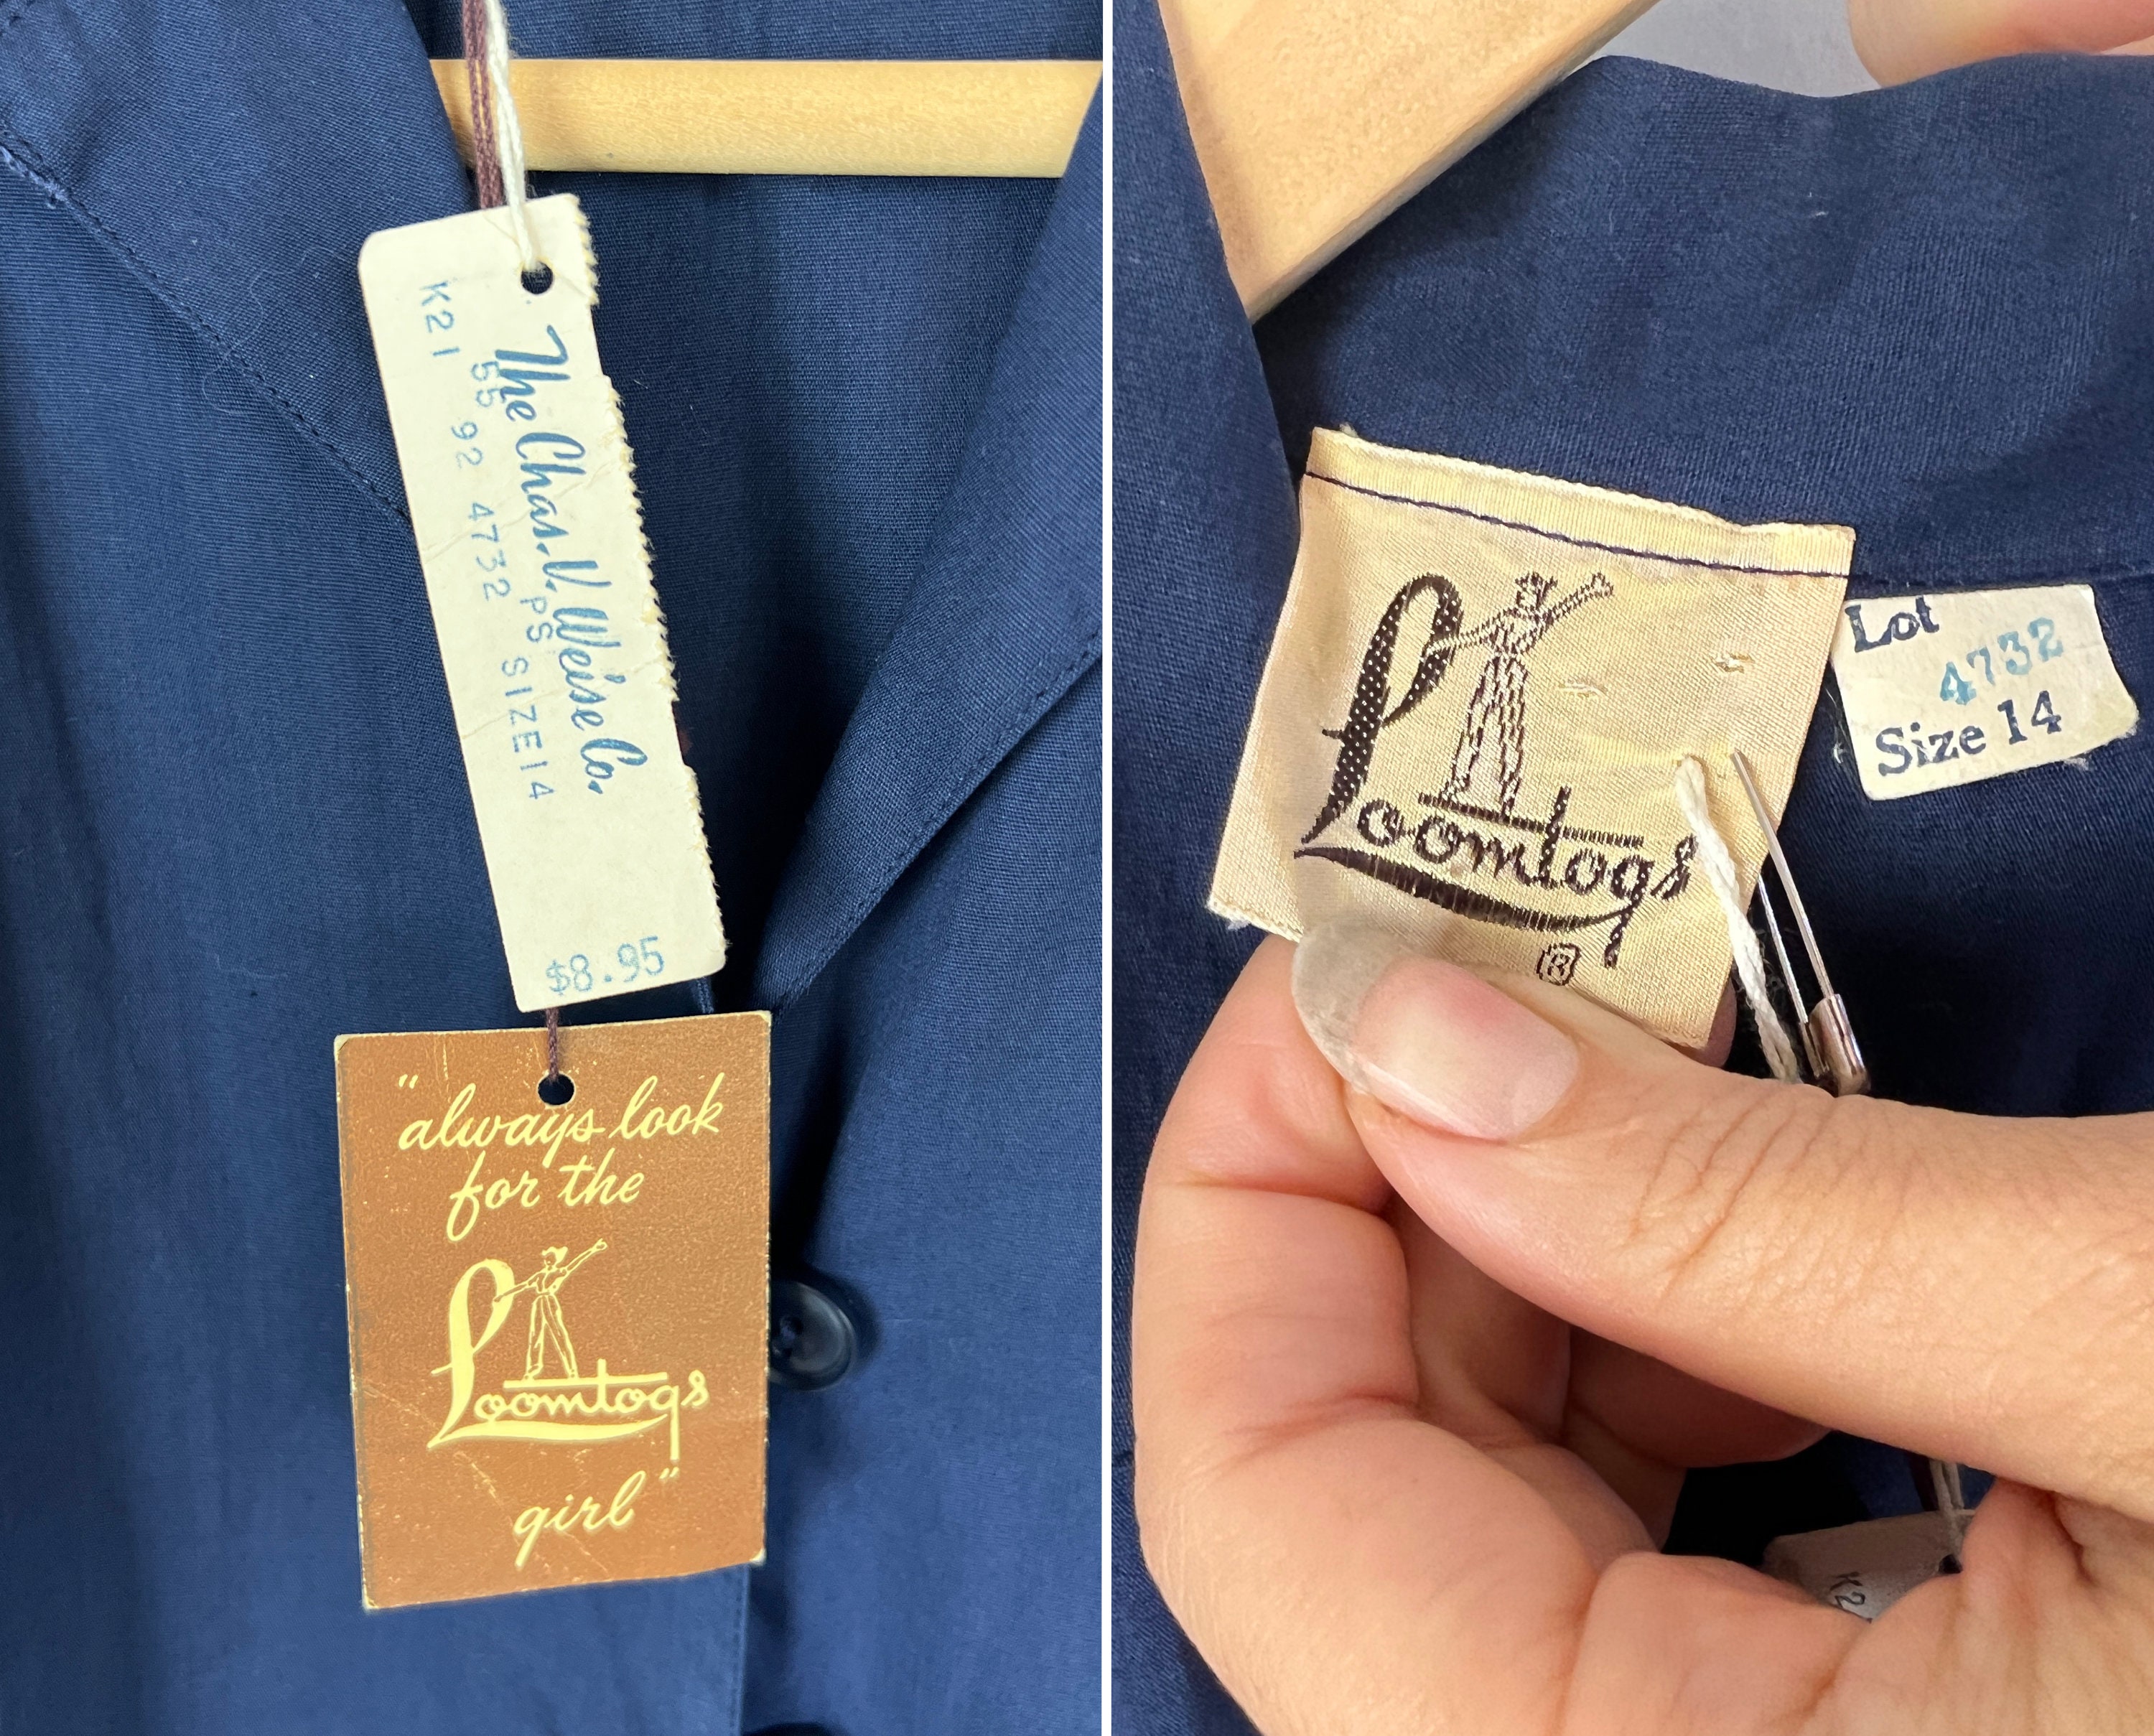 The Chas. V. Weise Co.
PS
55 92 4732 SIZE 14
K21
$8.95
"always look
for the
Loomtogs
girl"
Loomtogs
®
Lot
4732
Size 14
K2